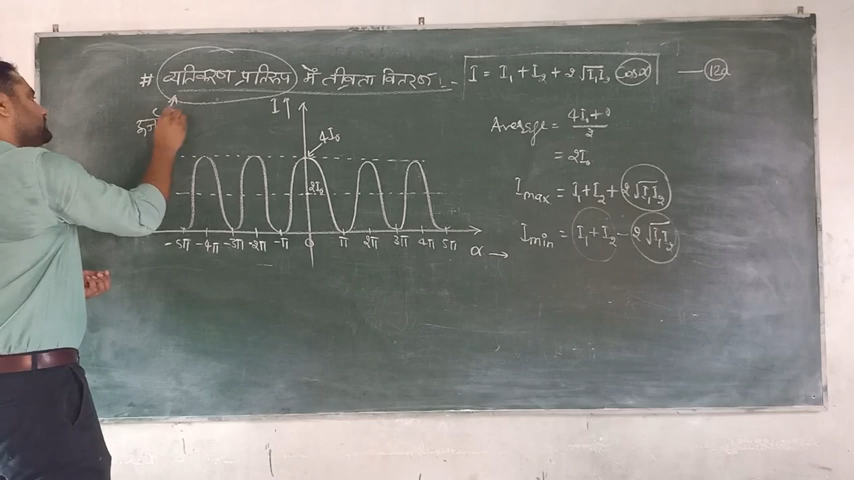 # व्यतिकरण प्रतिरूप में तीव्रता वितरण :-
I = I₁ + I₂ + 2√I₁I₂ cosα —— 12a
I↑
4I₀
2I₀
-5π -4π -3π -2π -π 0 π 2π 3π 4π 5π α →
Average = 4I₀+0/2
= 2I₀
Imax = I₁+I₂+2√I₁I₂
Imin = I₁+I₂-2√I₁I₂